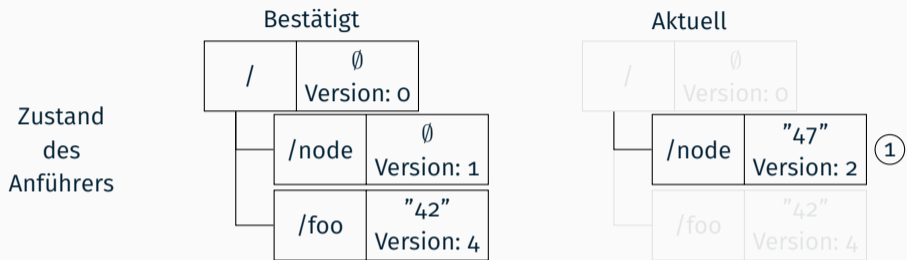 Bestätigt Aktuell
/ ∅ / ∅
Version: 0 Version: 0
Zustand
des
Anführers
/node ∅ /node ”47” 1
Version: 1 Version: 2
/foo ”42” /foo ”42”
Version: 4 Version: 4